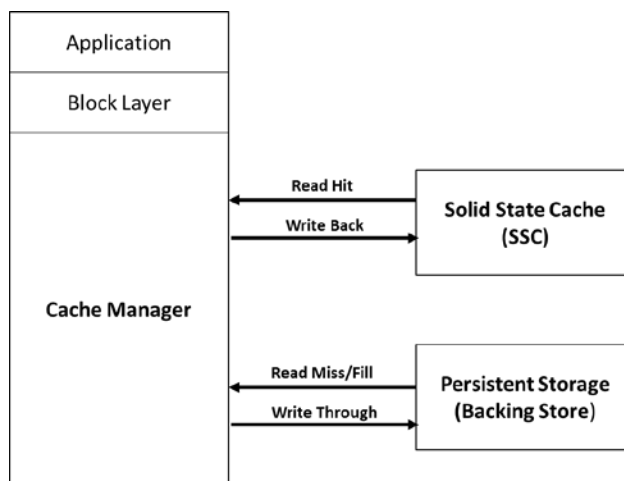 Application
Block Layer
Read Hit
Write Back
Solid State Cache
(SSC)
Cache Manager
Read Miss/Fill
Write Through
Persistent Storage
(Backing Store)